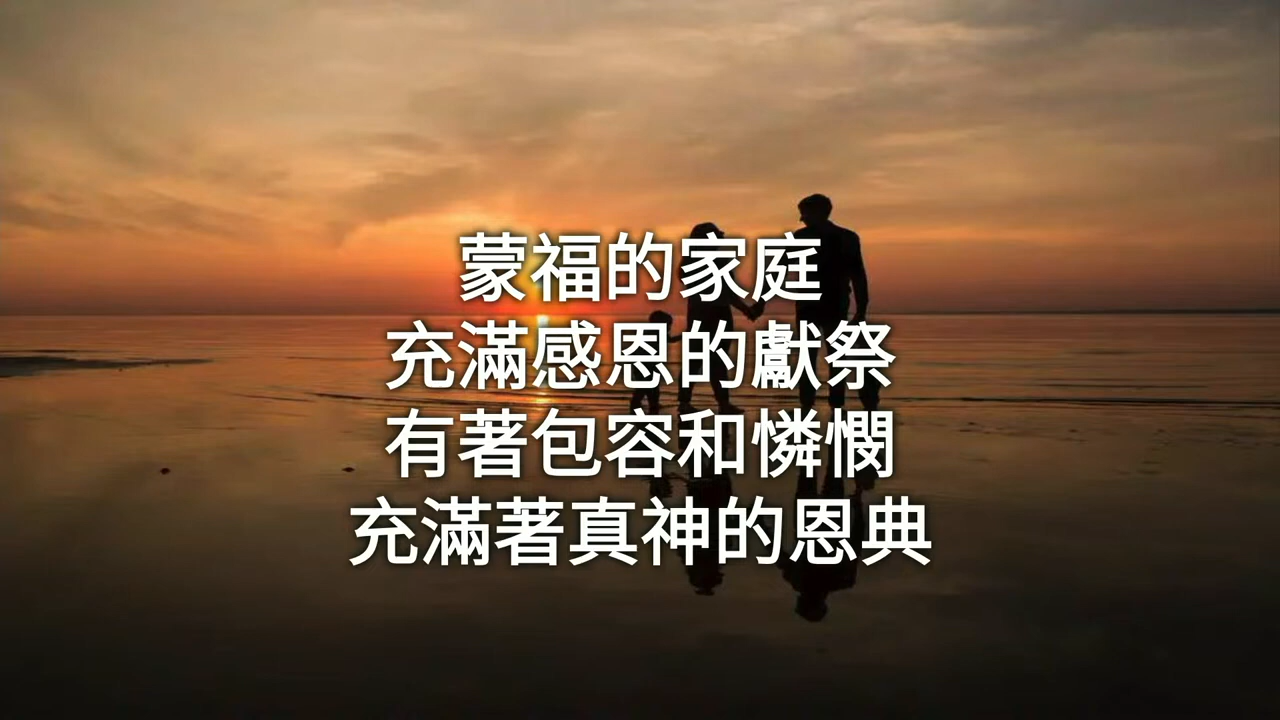 蒙福的家庭
充滿感恩的獻祭
有著包容和憐憫
充滿著真神的恩典